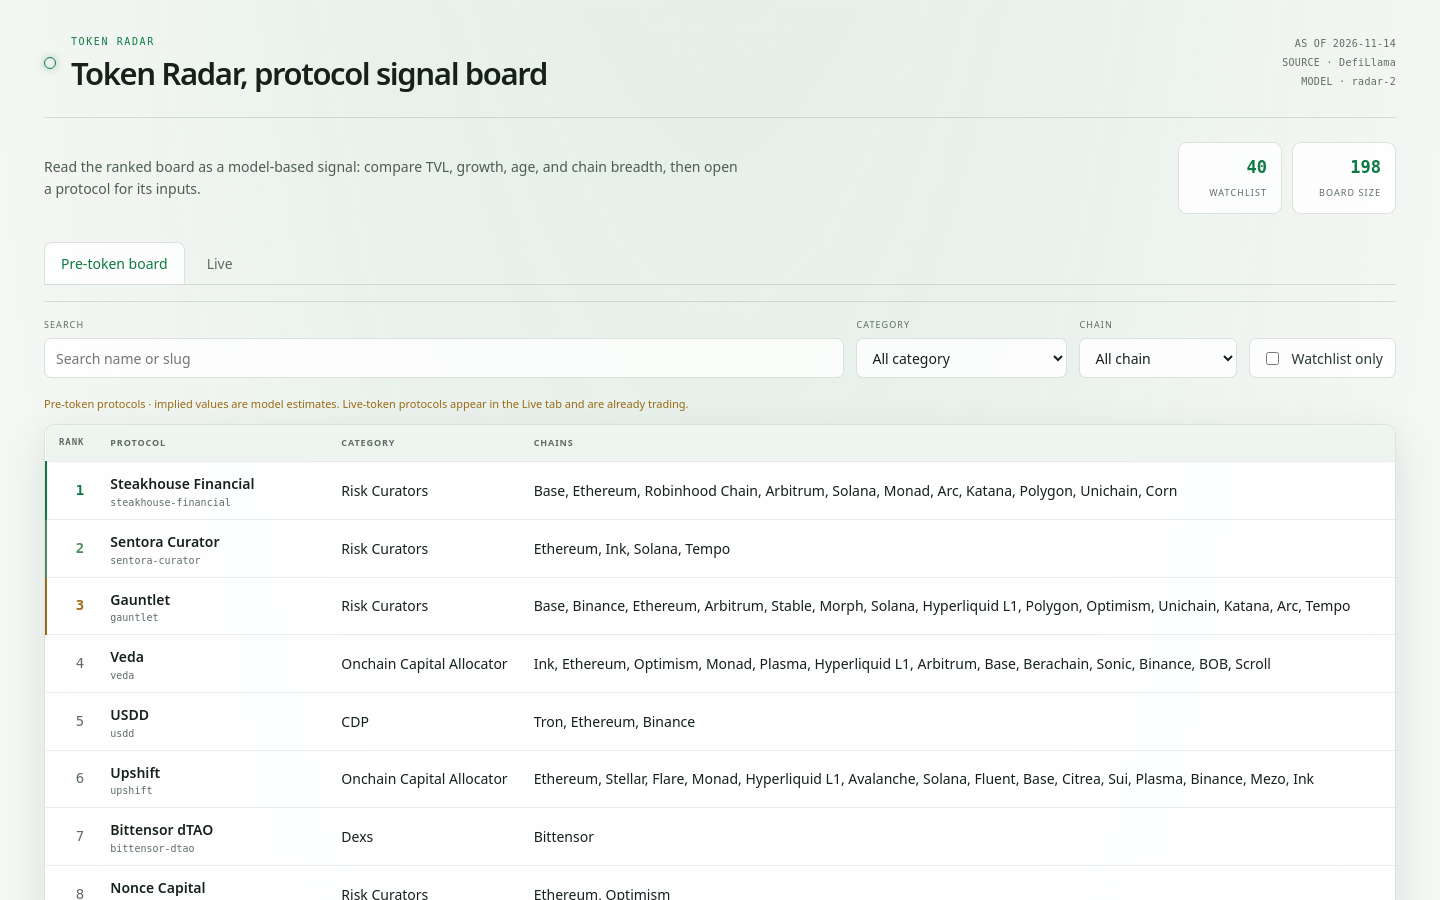 TOKEN RADAR
Token Radar, protocol signal board
AS OF 2026-11-14
SOURCE · DefiLlama
MODEL · radar-2
Read the ranked board as a model-based signal: compare TVL, growth, age, and chain breadth, then open
a protocol for its inputs.
40
WATCHLIST
198
BOARD SIZE
Pre-token board
Live
SEARCH
CATEGORY
CHAIN
Search name or slug
All category
All chain
Watchlist only
Pre-token protocols · implied values are model estimates. Live-token protocols appear in the Live tab and are already trading.
RANK PROTOCOL CATEGORY CHAINS
1 Steakhouse Financial Risk Curators Base, Ethereum, Robinhood Chain, Arbitrum, Solana, Monad, Arc, Katana, Polygon, Unichain, Corn
steakhouse-financial
2 Sentora Curator Risk Curators Ethereum, Ink, Solana, Tempo
sentora-curator
3 Gauntlet Risk Curators Base, Binance, Ethereum, Arbitrum, Stable, Morph, Solana, Hyperliquid L1, Polygon, Optimism, Unichain, Katana, Arc, Tempo
gauntlet
4 Veda Onchain Capital Allocator Ink, Ethereum, Optimism, Monad, Plasma, Hyperliquid L1, Arbitrum, Base, Berachain, Sonic, Binance, BOB, Scroll
veda
5 USDD CDP Tron, Ethereum, Binance
usdd
6 Upshift Onchain Capital Allocator Ethereum, Stellar, Flare, Monad, Hyperliquid L1, Avalanche, Solana, Fluent, Base, Citrea, Sui, Plasma, Binance, Mezo, Ink
upshift
7 Bittensor dTAO Dexs Bittensor
bittensor-dtao
8 Nonce Capital Risk Curators Ethereum, Optimism